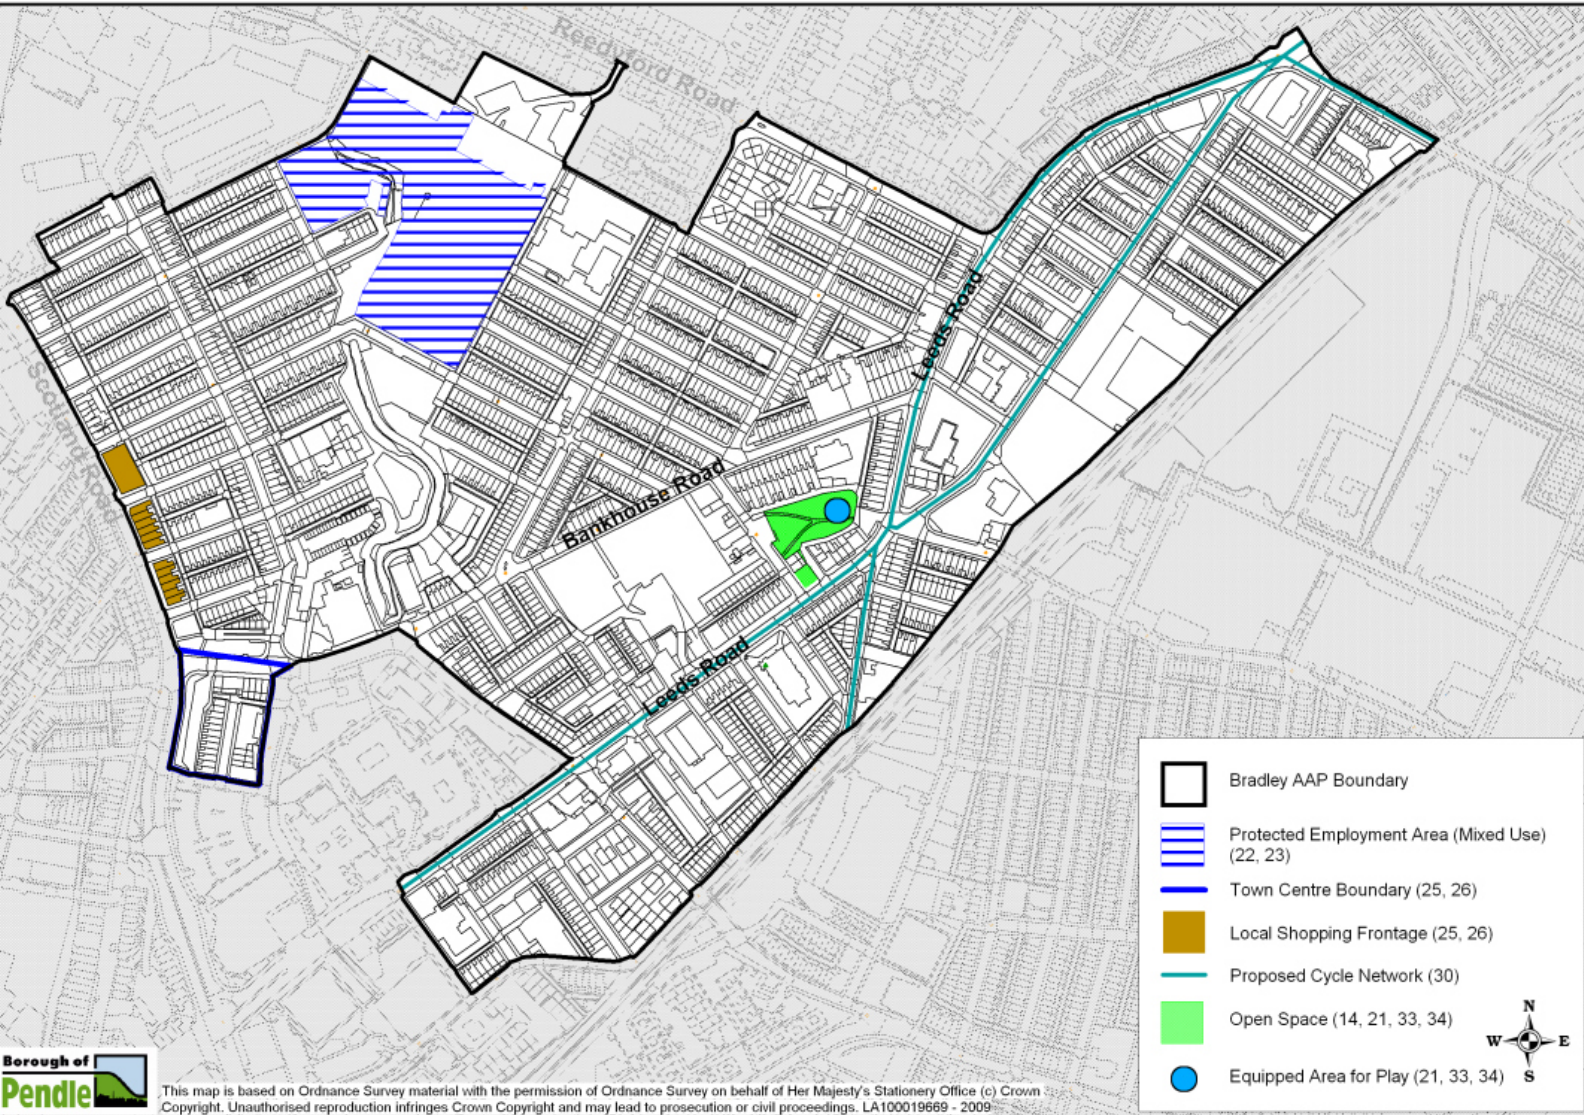 Reedyford Road
Leeds Road
Scotland Road
Bankhouse Road
Leeds Road
Bradley AAP Boundary
Protected Employment Area (Mixed Use)
(22, 23)
Town Centre Boundary (25, 26)
Local Shopping Frontage (25, 26)
Proposed Cycle Network (30)
Open Space (14, 21, 33, 34)
Equipped Area for Play (21, 33, 34)
N
W E
S
Borough of
Pendle
This map is based on Ordnance Survey material with the permission of Ordnance Survey on behalf of Her Majesty's Stationery Office (c) Crown
Copyright. Unauthorised reproduction infringes Crown Copyright and may lead to prosecution or civil proceedings. LA100019669 - 2009